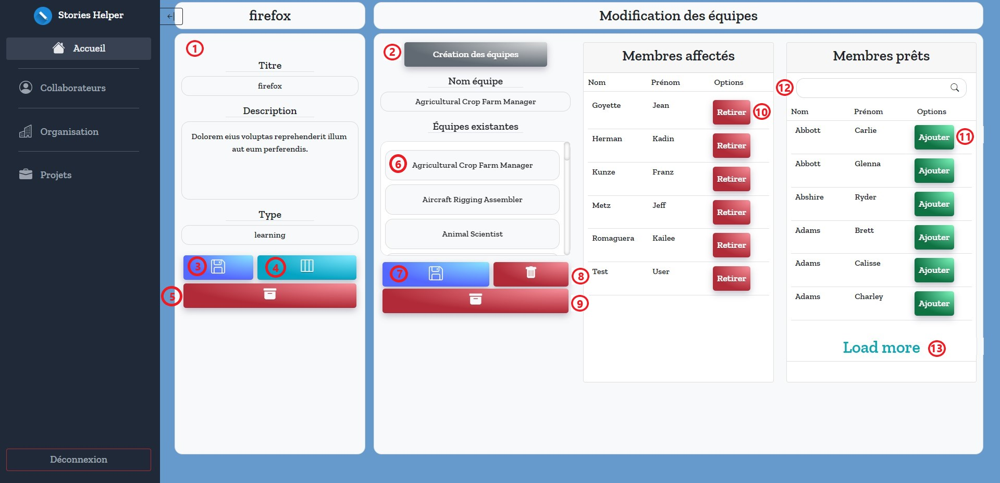 Stories Helper
Accueil
Collaborateurs
Organisation
Projets
Déconnexion
firefox
1
Titre
firefox
Description
Dolorem eius voluptas reprehenderit illum
aut eum perferendis.
Type
learning
3
4
5
Modification des équipes
2
Création des équipes
Nom équipe
Agricultural Crop Farm Manager
Équipes existantes
6
Agricultural Crop Farm Manager
Aircraft Rigging Assembler
Animal Scientist
7
8
9
Membres affectés
Nom Prénom Options
Goyette Jean Retirer 10
Herman Kadin Retirer
Kunze Franz Retirer
Metz Jeff Retirer
Romaguera Kailee Retirer
Test User Retirer
Membres prêts
12
Nom Prénom Options
Abbott Carlie Ajouter 11
Abbott Glenna Ajouter
Abshire Ryder Ajouter
Adams Brett Ajouter
Adams Calisse Ajouter
Adams Charley Ajouter
Load more 13